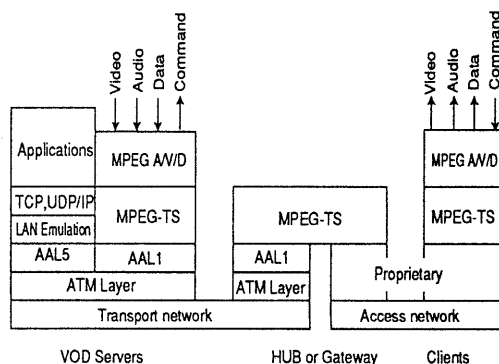 Video Audio Data Command
Video Audio Data Command
Applications
MPEG A/V/D
MPEG A/V/D
TCP,UDP/IP
LAN Emulation
MPEG-TS
MPEG-TS
MPEG-TS
AAL5
AAL1
AAL1
Proprietary
ATM Layer
ATM Layer
Transport network
Access network
VOD Servers
HUB or Gateway
Clients